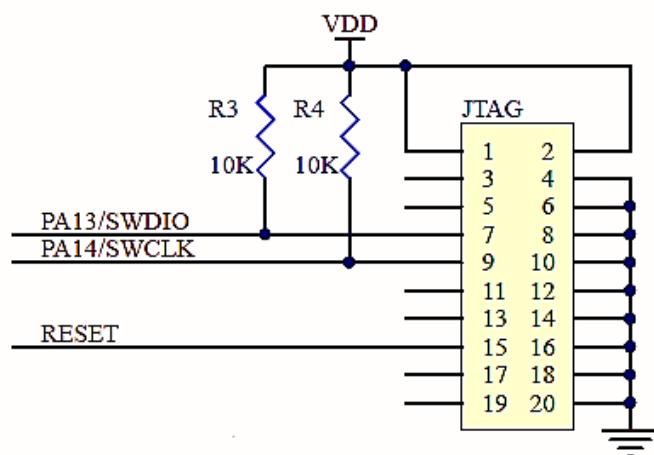 VDD
JTAG
R3 R4
10K 10K
1 2
3 4
5 6
PA13/SWDIO
7 8
PA14/SWCLK
9 10
11 12
13 14
RESET
15 16
17 18
19 20